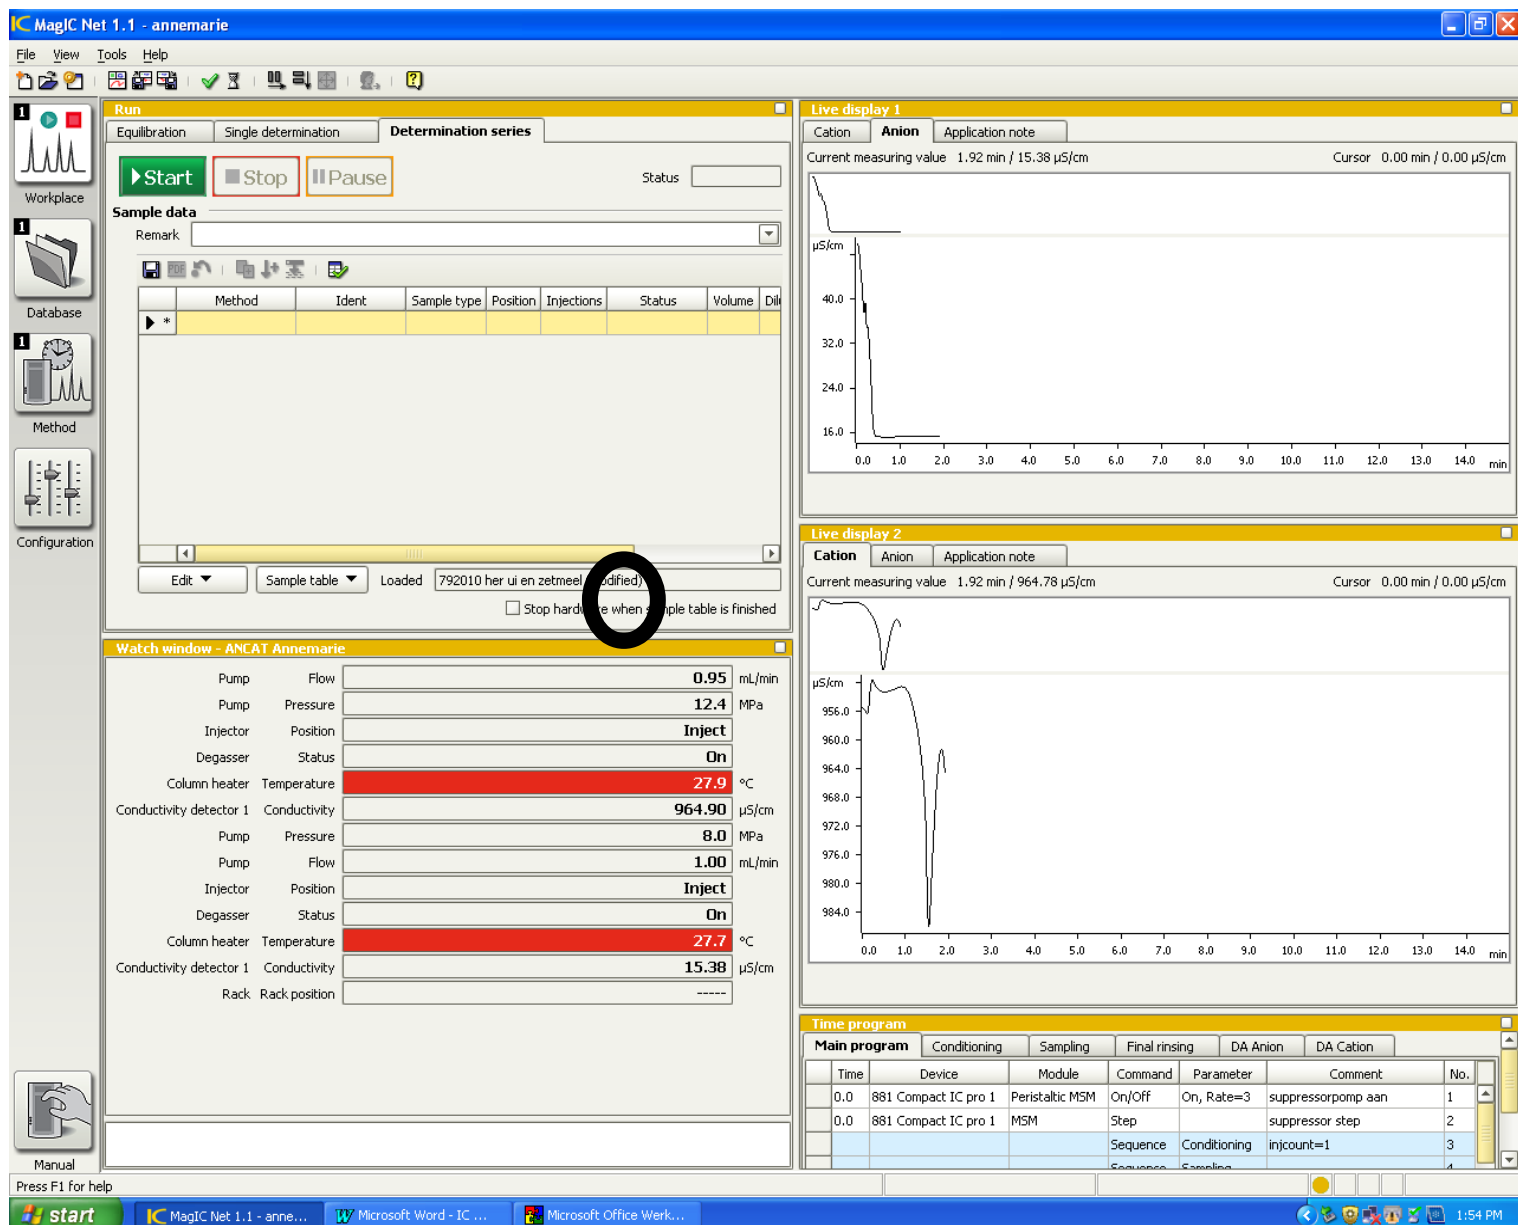 MagIC Net 1.1 - annemarie
File View Tools Help
1
Workplace
1
Database
1
Method
Configuration
Manual
Run
Equilibration Single determination Determination series
Start Stop Pause Status
Sample data
Remark
PDF
Method Ident Sample type Position Injections Status Volume Dil
*
Edit Sample table Loaded 792010 her ui en zetmeel
Stop when table is finished
Watch window - ANCAT Annemarie
Pump Flow 0.95 mL/min
Pump Pressure 12.4 MPa
Injector Position Inject
Degasser Status On
Column heater Temperature 27.9 °C
Conductivity detector 1 Conductivity 964.90 µS/cm
Pump Pressure 8.0 MPa
Pump Flow 1.00 mL/min
Injector Position Inject
Degasser Status On
Column heater Temperature 27.7 °C
Conductivity detector 1 Conductivity 15.38 µS/cm
Rack Rack position -----
Live display 1
Cation Anion Application note
Current measuring value 1.92 min / 15.38 µS/cm Cursor 0.00 min / 0.00 µS/cm
µS/cm
40.0
32.0
24.0
16.0
0.0 1.0 2.0 3.0 4.0 5.0 6.0 7.0 8.0 9.0 10.0 11.0 12.0 13.0 14.0 min
Live display 2
Cation Anion Application note
Current measuring value 1.92 min / 964.78 µS/cm Cursor 0.00 min / 0.00 µS/cm
µS/cm
956.0
960.0
964.0
968.0
972.0
976.0
980.0
984.0
0.0 1.0 2.0 3.0 4.0 5.0 6.0 7.0 8.0 9.0 10.0 11.0 12.0 13.0 14.0 min
Time program
Main program Conditioning Sampling Final rinsing DA Anion DA Cation
Time Device Module Command Parameter Comment No.
0.0 881 Compact IC pro 1 Peristaltic MSM On/Off On, Rate=3 suppressorpomp aan 1
0.0 881 Compact IC pro 1 MSM Step suppressor step 2
Sequence Conditioning injcount=1 3
Sequence Sampling 4
Press F1 for help
start MagIC Net 1.1 - anne... Microsoft Word - IC ... Microsoft Office Werk... 1:54 PM